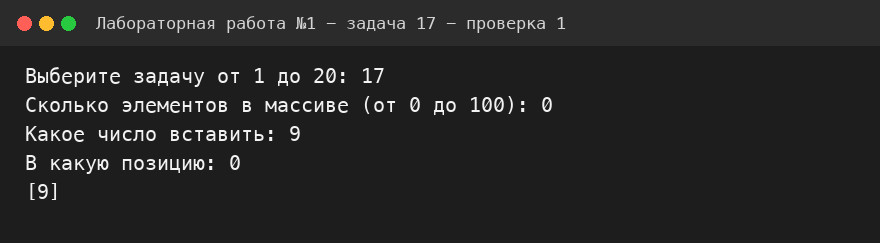 Лабораторная работа №1 — задача 17 — проверка 1
Выберите задачу от 1 до 20: 17
Сколько элементов в массиве (от 0 до 100): 0
Какое число вставить: 9
В какую позицию: 0
[9]